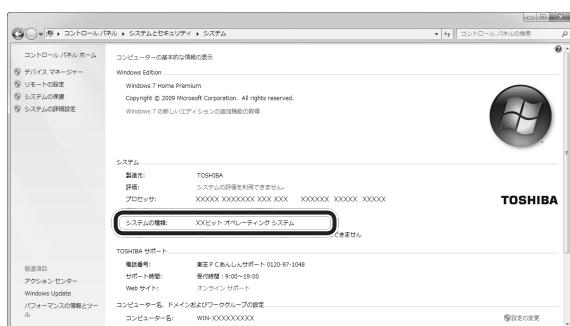 コントロール パネル ▸ システムとセキュリティ ▸ システム
コントロール パネルの検索
コントロール パネル ホーム
デバイス マネージャー
リモートの設定
システムの保護
システムの詳細設定
コンピューターの基本的な情報の表示
Windows Edition
Windows 7 Home Premium
Copyright © 2009 Microsoft Corporation. All rights reserved.
Windows 7 の新しいエディションの追加機能の取得
システム
製造元: TOSHIBA
評価: システムの評価を利用できません。
プロセッサ: XXXXX XXXXXXX XXX XXX XXXXXX XXXXX XXXXX
TOSHIBA
システムの種類: XXビット オペレーティング システム
できません
TOSHIBA サポート
電話番号: 東芝ＰＣあんしんサポート 0120-97-1048
サポート時間: 受付時間：9:00～19:00
Web サイト: オンライン サポート
関連項目
アクション センター
Windows Update
パフォーマンスの情報とツール
コンピューター名、ドメインおよびワークグループの設定
コンピューター名: WIN-XXXXXXXXX
設定の変更